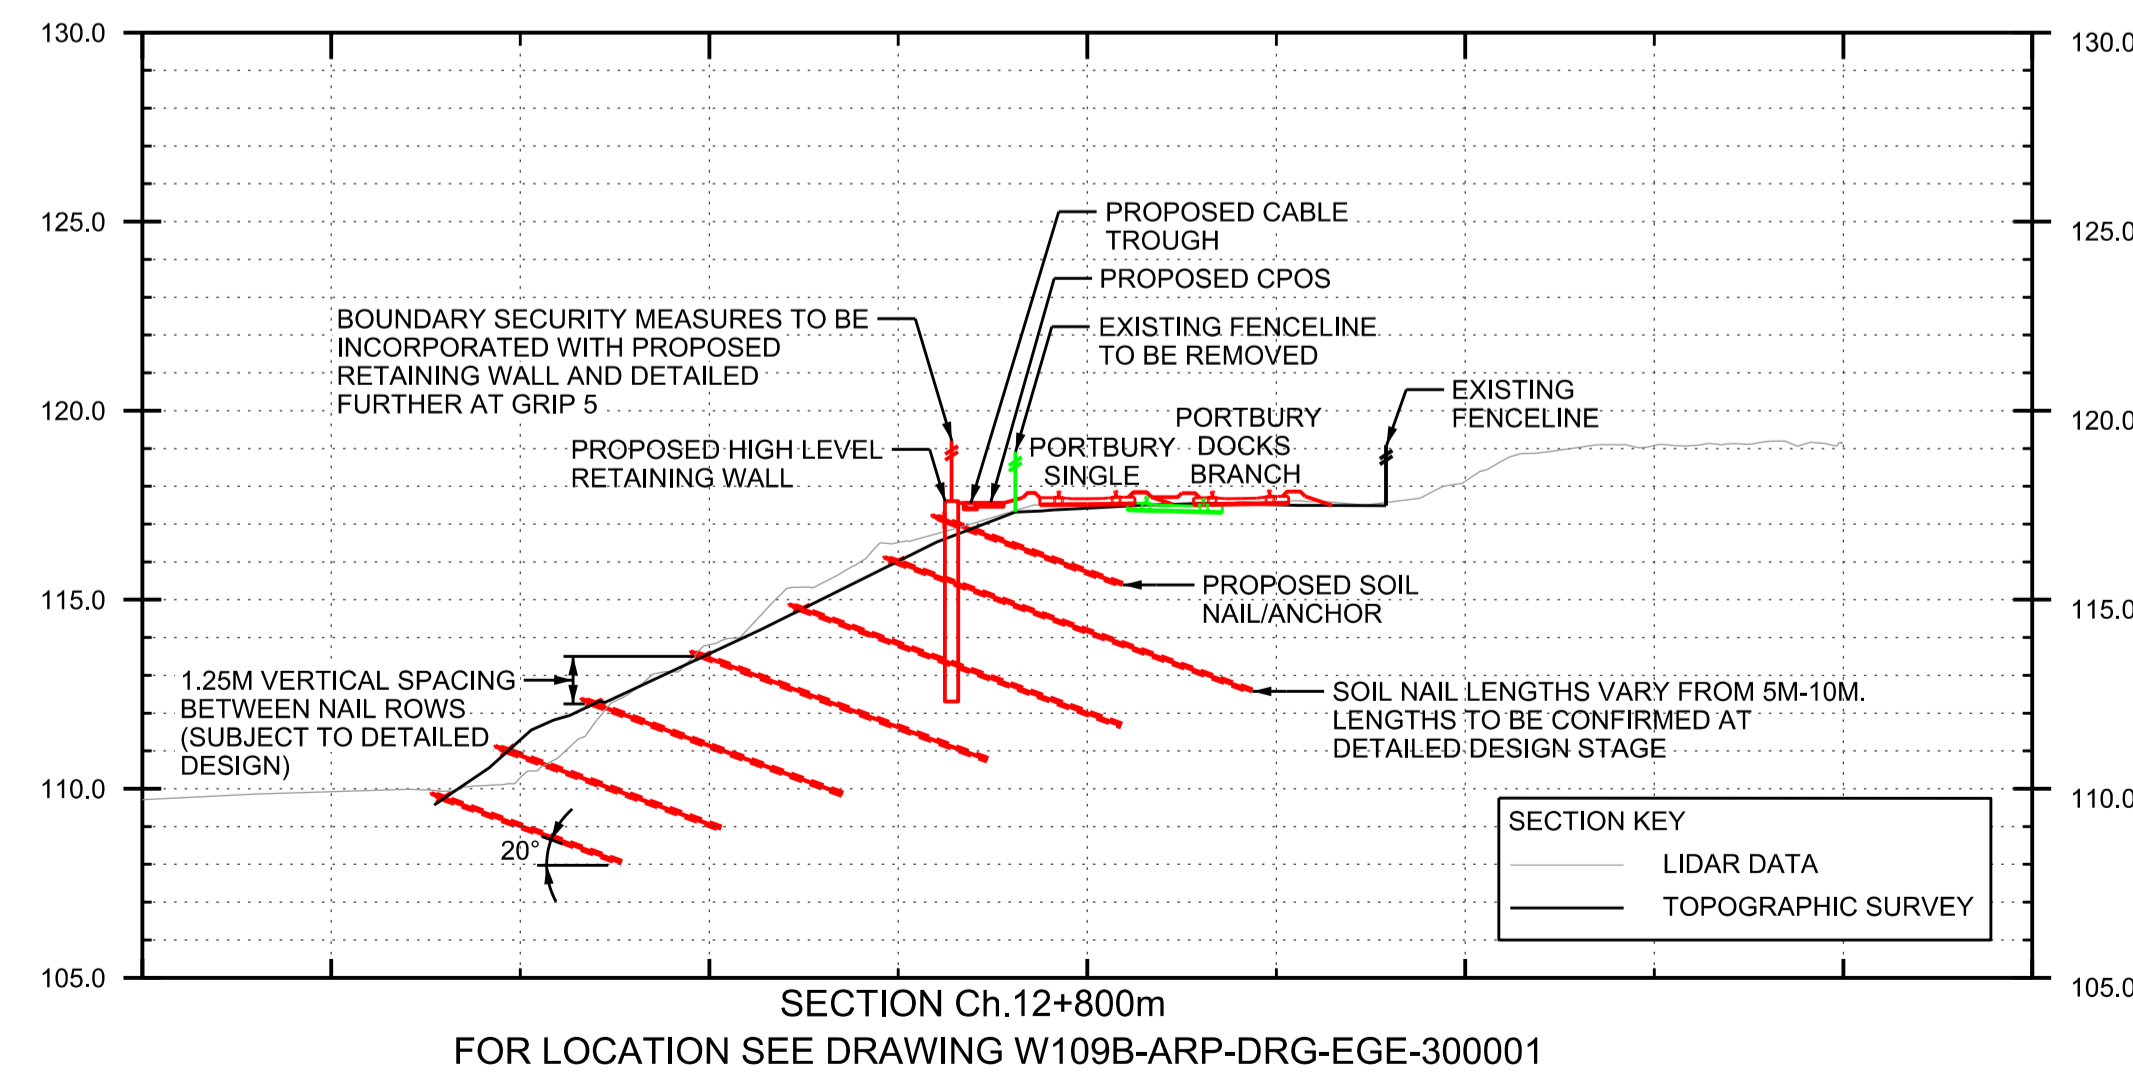 130.0
130.0
125.0
125.0
120.0
120.0
115.0
115.0
110.0
110.0
105.0
105.0
PROPOSED CABLE
TROUGH
PROPOSED CPOS
EXISTING FENCELINE
TO BE REMOVED
BOUNDARY SECURITY MEASURES TO BE
INCORPORATED WITH PROPOSED
RETAINING WALL AND DETAILED
FURTHER AT GRIP 5
PROPOSED HIGH LEVEL
RETAINING WALL
PORTBURY
SINGLE
PORTBURY
DOCKS
BRANCH
EXISTING
FENCELINE
PROPOSED SOIL
NAIL/ANCHOR
1.25M VERTICAL SPACING
BETWEEN NAIL ROWS
(SUBJECT TO DETAILED
DESIGN)
SOIL NAIL LENGTHS VARY FROM 5M-10M.
LENGTHS TO BE CONFIRMED AT
DETAILED DESIGN STAGE
20°
SECTION KEY
LIDAR DATA
TOPOGRAPHIC SURVEY
SECTION Ch.12+800m
FOR LOCATION SEE DRAWING W109B-ARP-DRG-EGE-300001